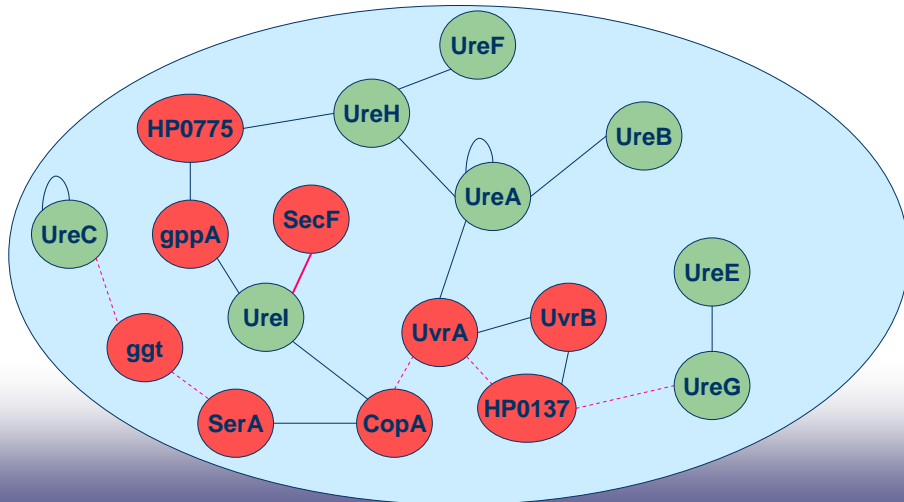 UreF
UreH
HP0775
UreB
UreA
SecF
UreC
gppA
UreE
UreI
UvrA
UvrB
ggt
UreG
HP0137
SerA
CopA